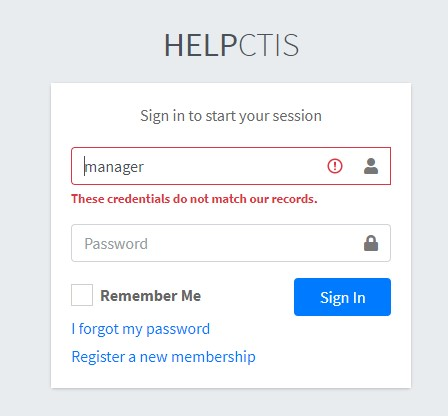 HELPCTIS
Sign in to start your session
manager
These credentials do not match our records.
Password
Remember Me
Sign In
I forgot my password
Register a new membership